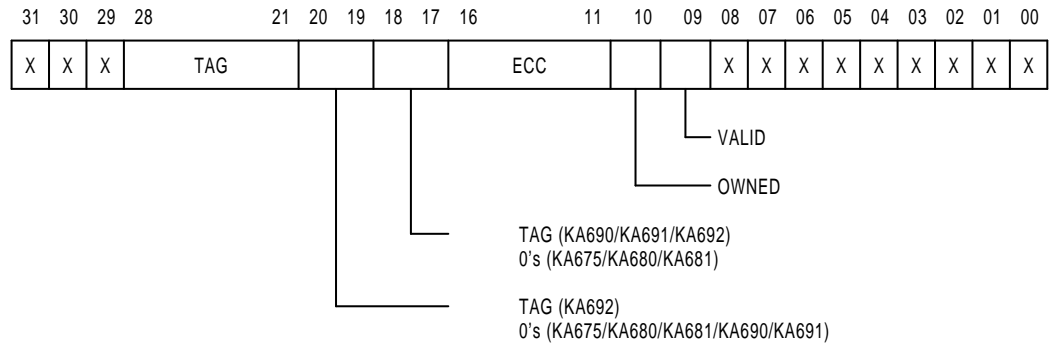 31 30 29 28 21 20 19 18 17 16 11 10 09 08 07 06 05 04 03 02 01 00
X X X TAG ECC X X X X X X X X X
VALID
OWNED
TAG (KA690/KA691/KA692)
0's (KA675/KA680/KA681)
TAG (KA692)
0's (KA675/KA680/KA681/KA690/KA691)